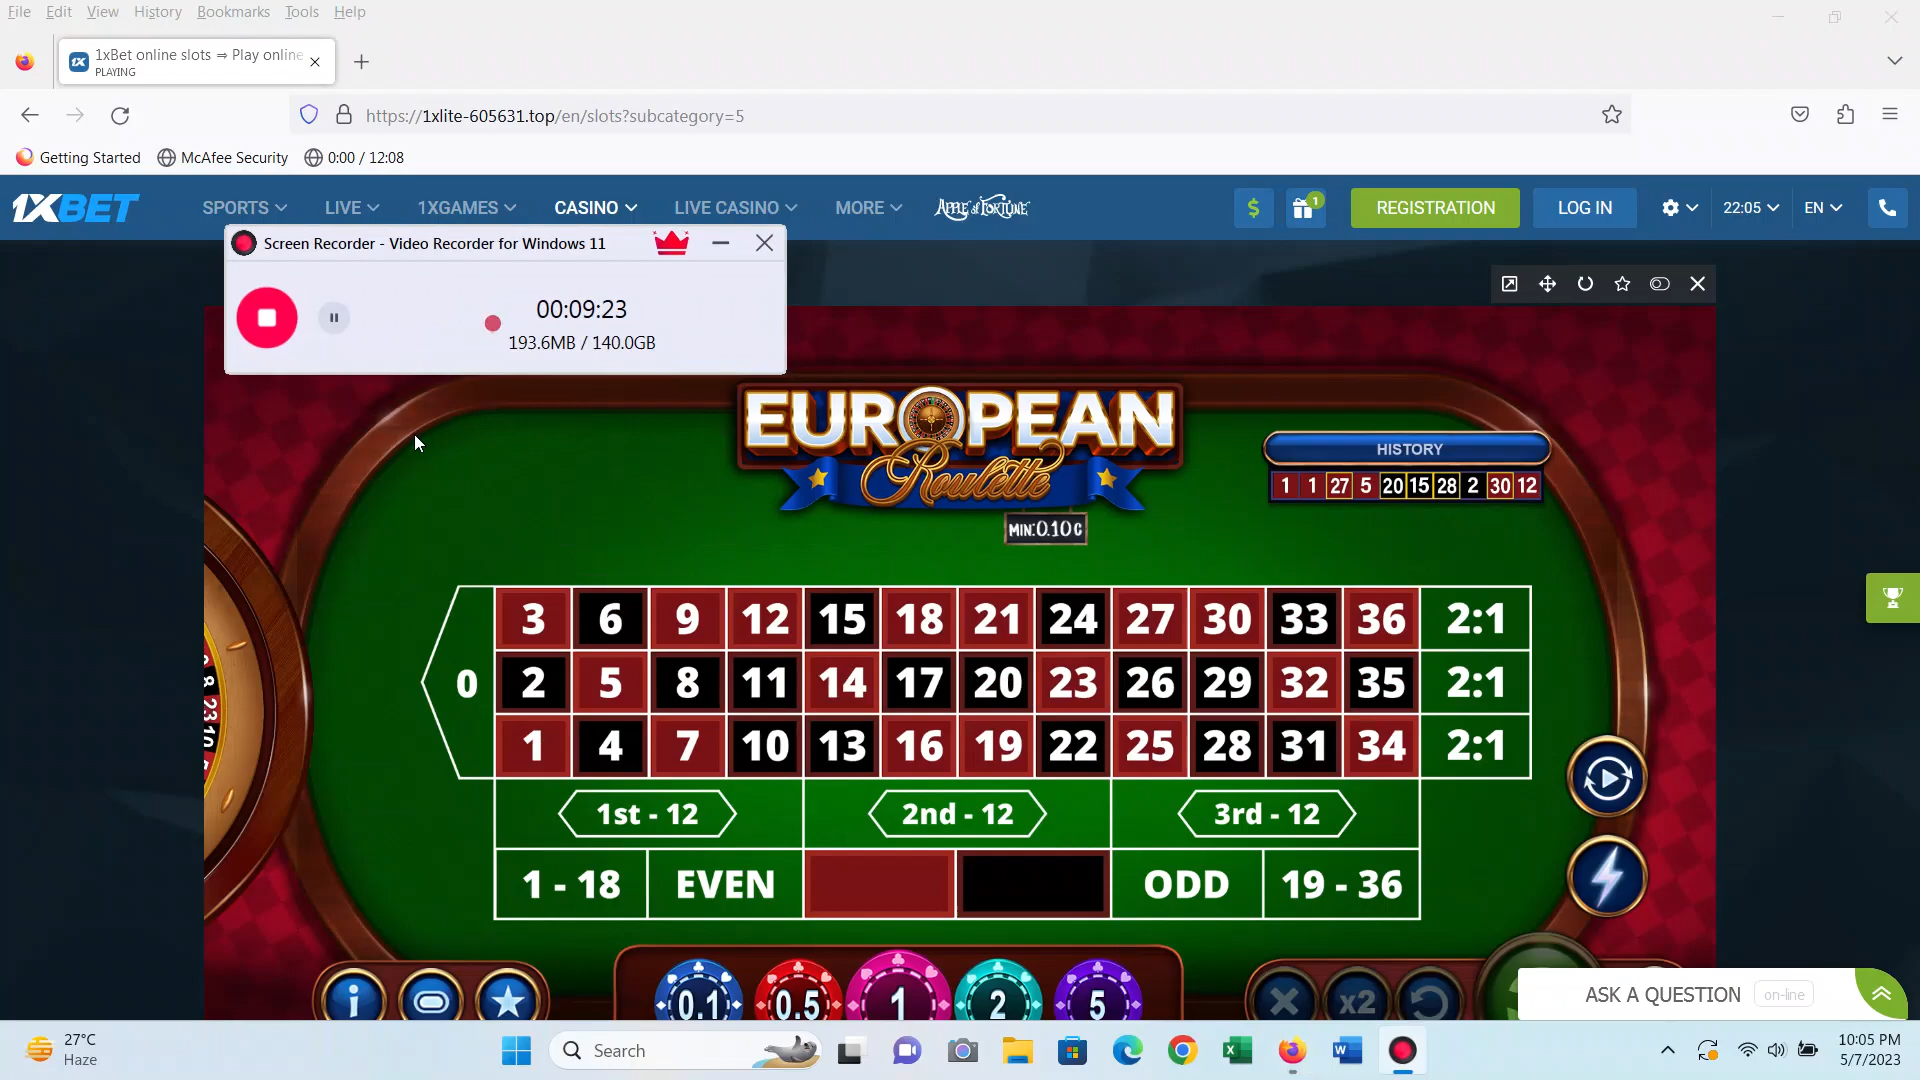 File Edit View History Bookmarks Tools Help
1xBet online slots ⇒ Play online
PLAYING
https://1xlite-605631.top/en/slots?subcategory=5
Getting Started McAfee Security 0:00 / 12:08
1XBET SPORTS LIVE 1XGAMES CASINO LIVE CASINO MORE APPLE of FORTUNE $ 1 REGISTRATION LOG IN 22:05 EN
Screen Recorder - Video Recorder for Windows 11
00:09:23
193.6MB / 140.0GB
EUROPEAN
Roulette
MIN:0.10€
HISTORY
1 1 27 5 20 15 28 2 30 12
3 6 9 12 15 18 21 24 27 30 33 36 2:1
0 2 5 8 11 14 17 20 23 26 29 32 35 2:1
1 4 7 10 13 16 19 22 25 28 31 34 2:1
8
23
10
1st - 12 2nd - 12 3rd - 12
1 - 18 EVEN ODD 19 - 36
i 0.1 0.5 1 2 5 x2
ASK A QUESTION on-line
27°C
Haze
Search
10:05 PM
5/7/2023